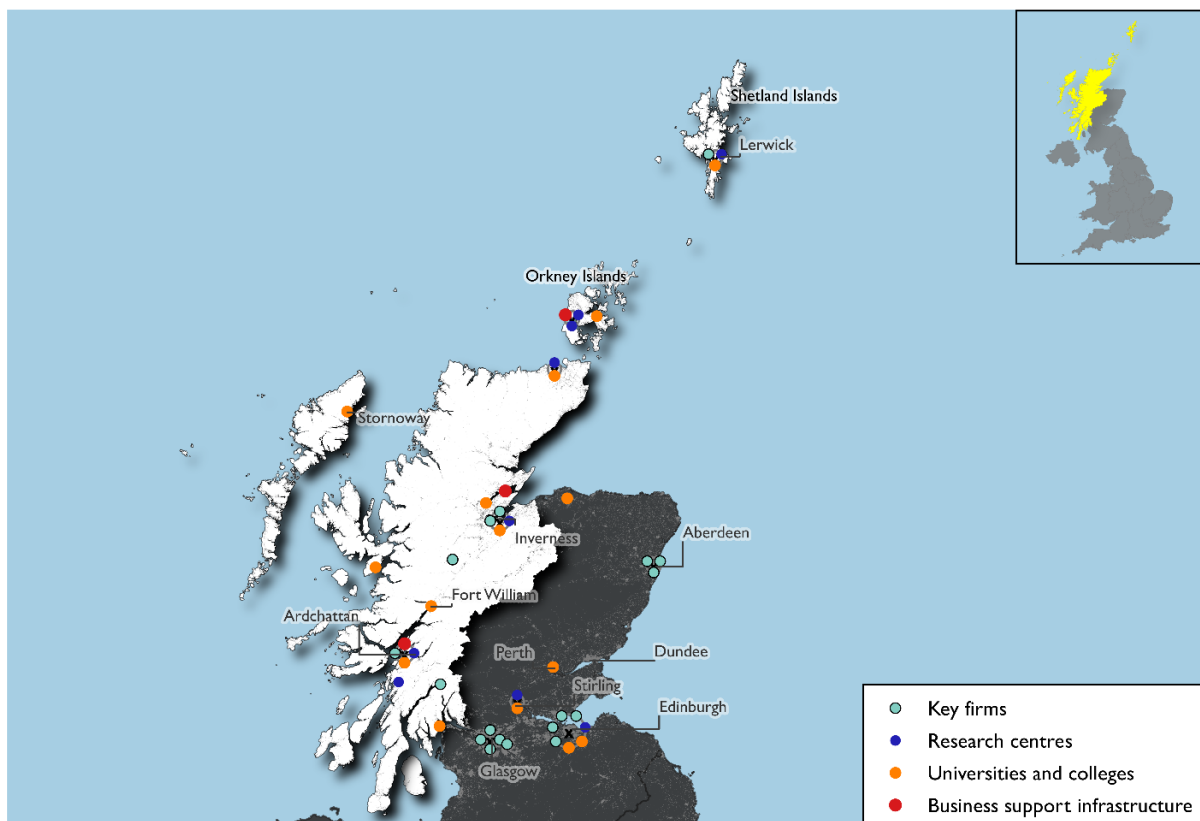 Shetland Islands
Lerwick
Orkney Islands
Stornoway
Inverness
Aberdeen
Fort William
Ardchattan
Perth
Dundee
Stirling
Edinburgh
Glasgow
Key firms
Research centres
Universities and colleges
Business support infrastructure